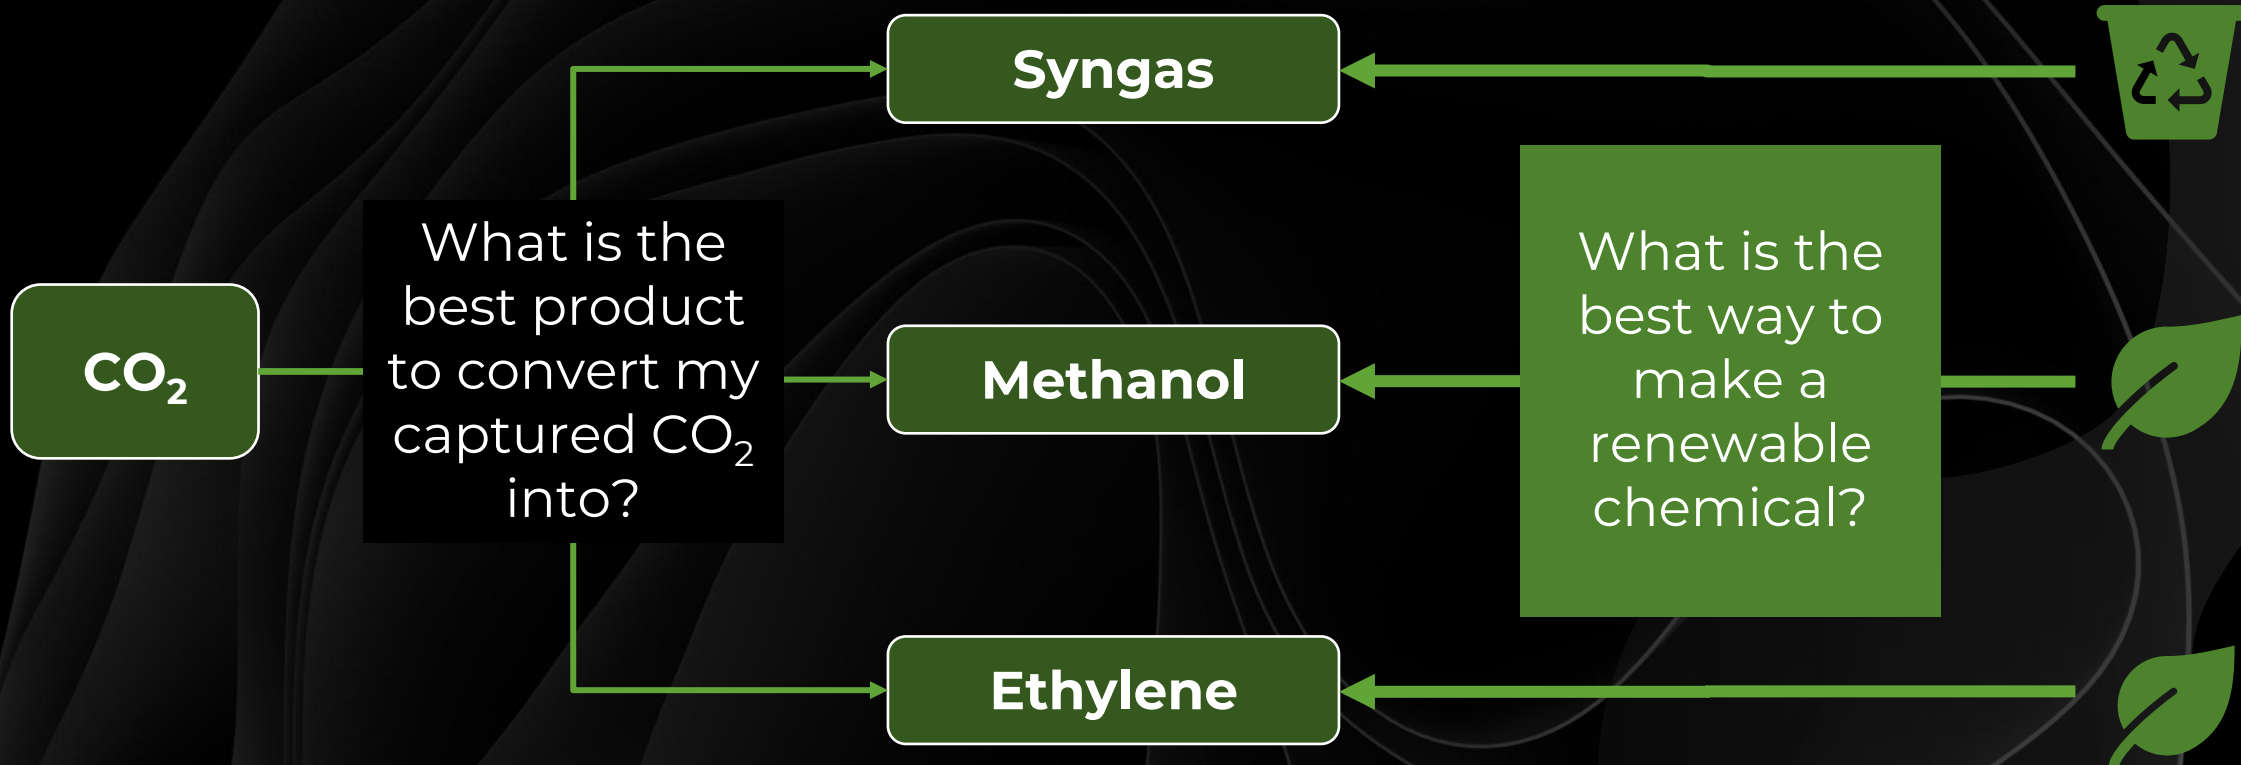 Syngas
What is the
best product
to convert my
captured CO₂
into?
CO₂
Methanol
What is the
best way to
make a
renewable
chemical?
Ethylene